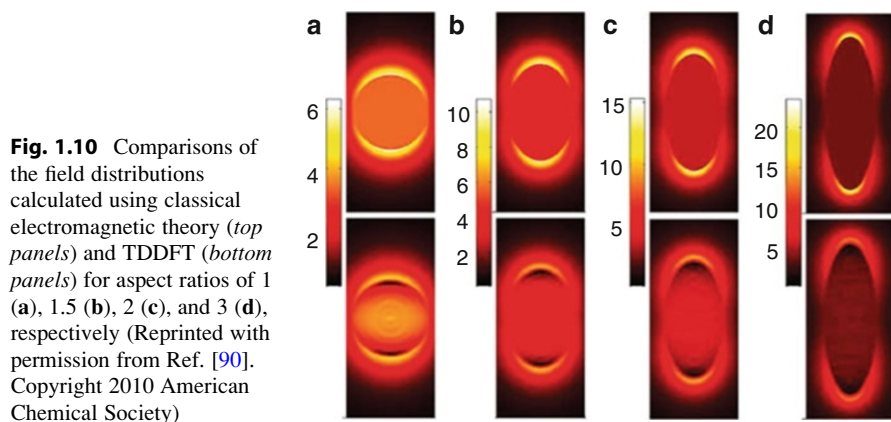 Fig. 1.10 Comparisons of
the field distributions
calculated using classical
electromagnetic theory (top
panels) and TDDFT (bottom
panels) for aspect ratios of 1
(a), 1.5 (b), 2 (c), and 3 (d),
respectively (Reprinted with
permission from Ref. [90].
Copyright 2010 American
Chemical Society)
a
6
4
2
b
10
8
6
4
2
c
15
10
5
d
20
15
10
5